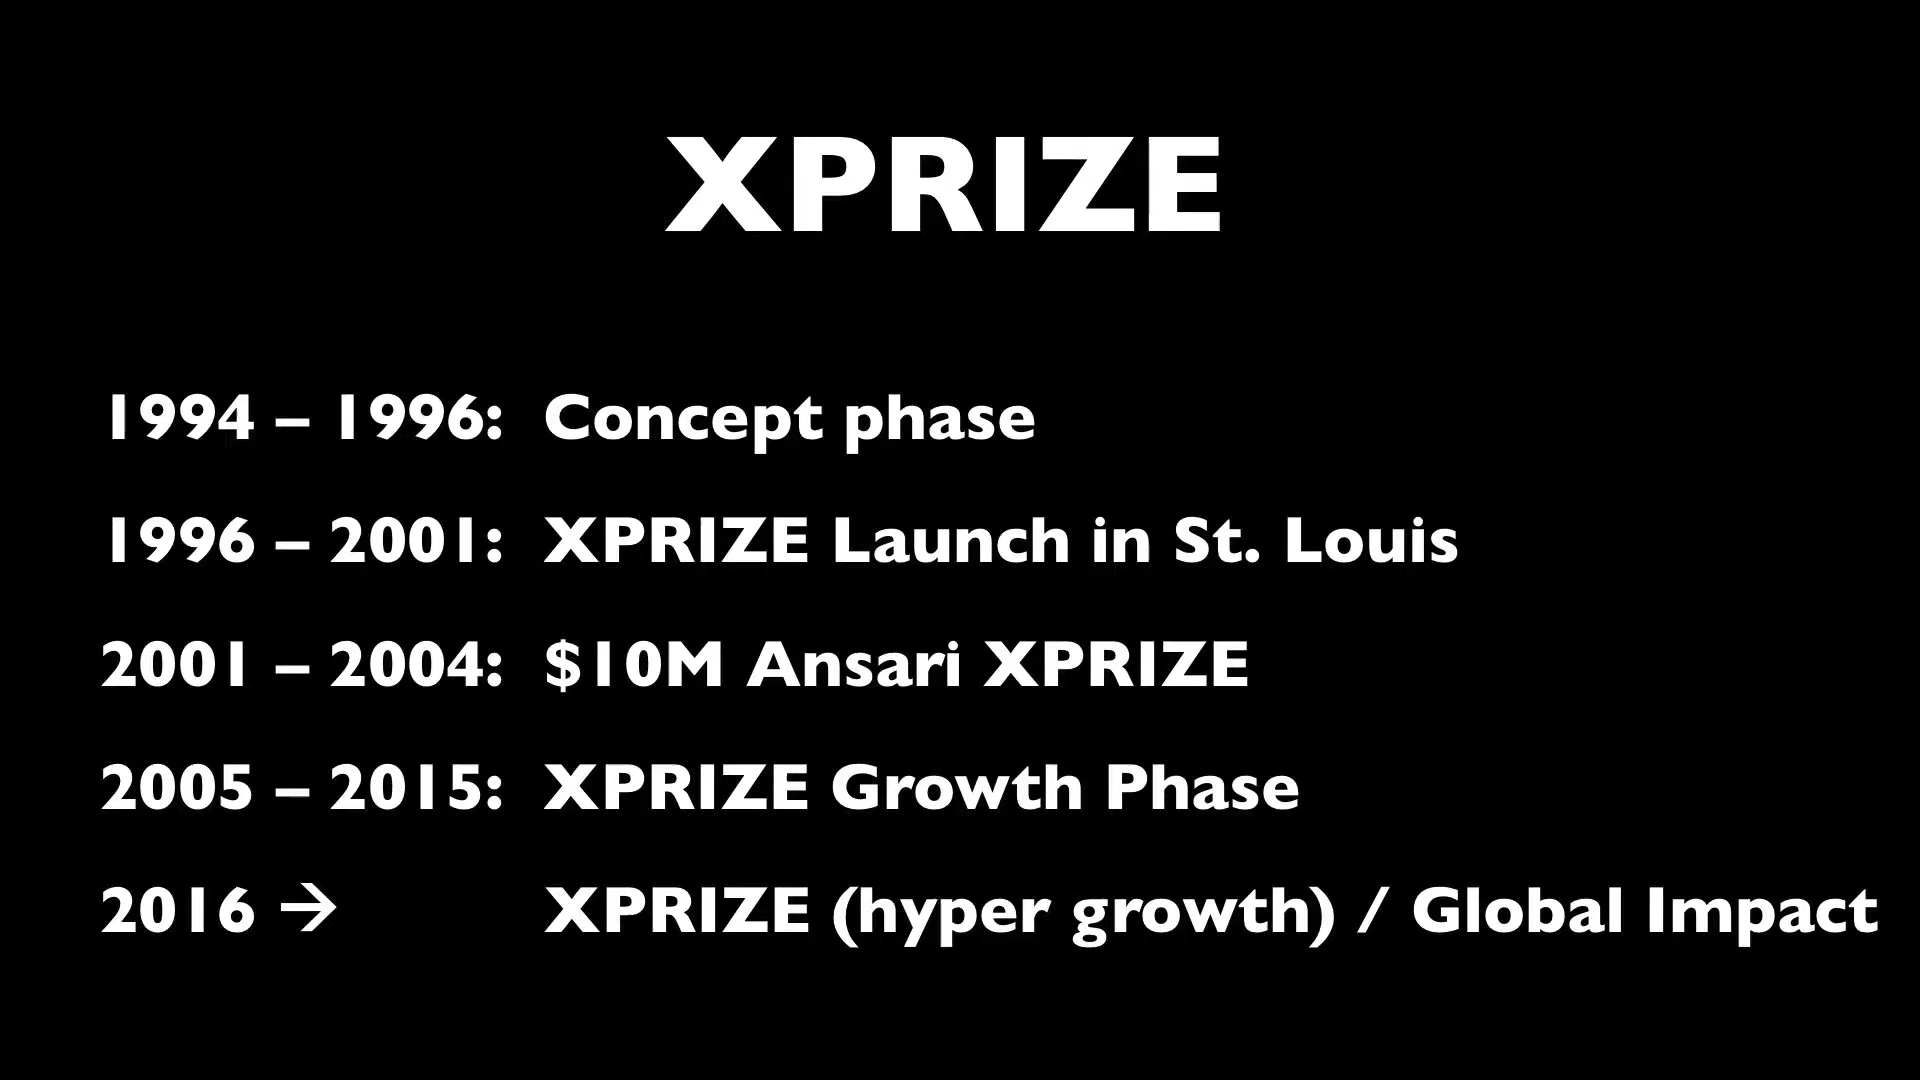 XPRIZE
1994 – 1996: Concept phase
1996 – 2001: XPRIZE Launch in St. Louis
2001 – 2004: $10M Ansari XPRIZE
2005 – 2015: XPRIZE Growth Phase
2016 → XPRIZE (hyper growth) / Global Impact